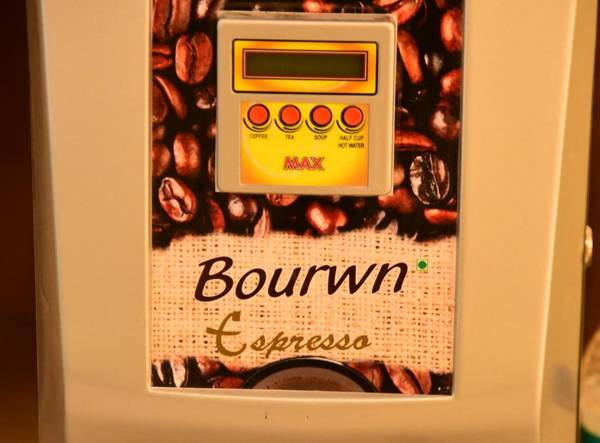 COFFEE TEA SOUP HALF CUP
HOT WATER
MAX
Bourwn
Espresso